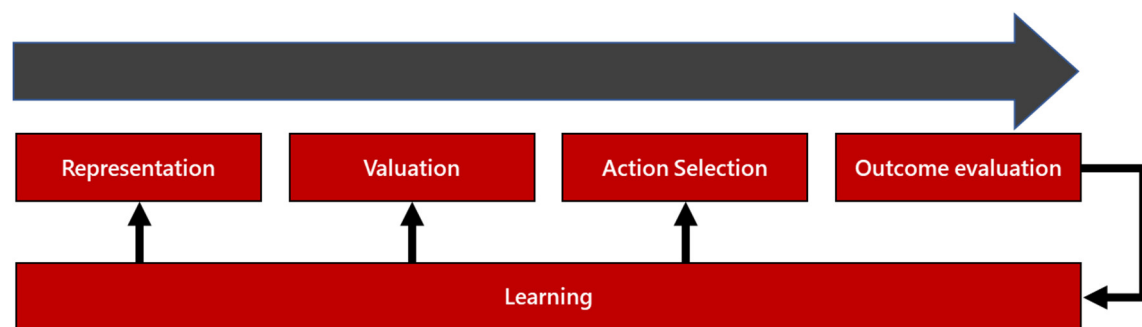 Representation
Valuation
Action Selection
Outcome evaluation
Learning